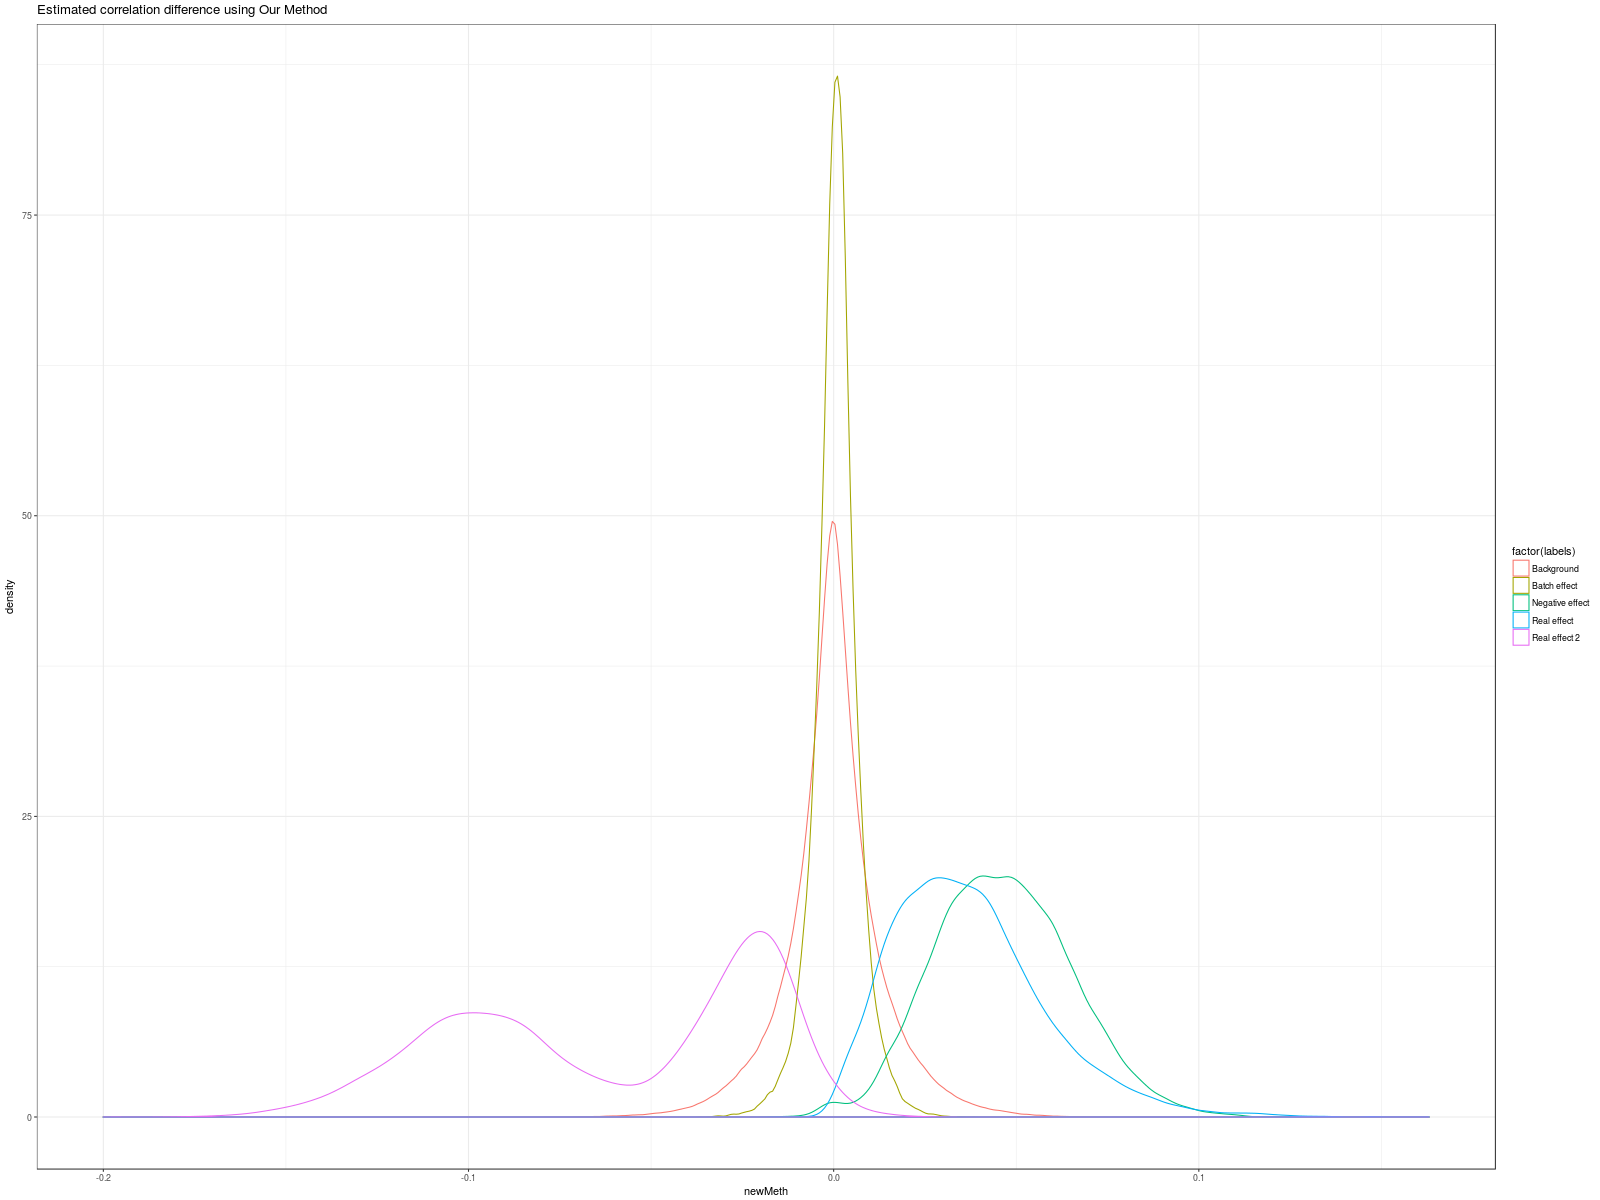 Estimated correlation difference using Our Method
density
75
50
25
0
-0.2
-0.1
0.0
0.1
newMeth
factor(labels)
Background
Batch effect
Negative effect
Real effect
Real effect 2